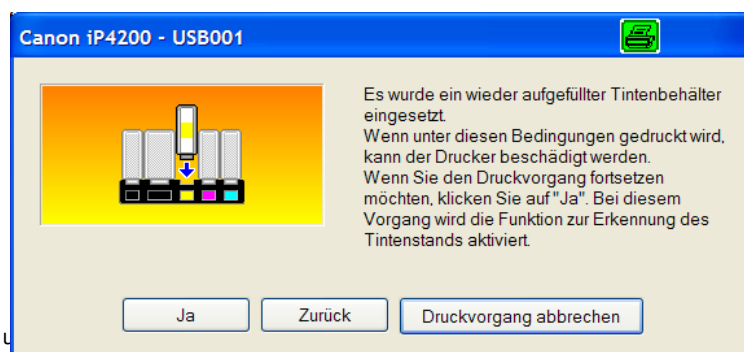 Canon iP4200 - USB001
Es wurde ein wieder aufgefüllter Tintenbehälter
eingesetzt.
Wenn unter diesen Bedingungen gedruckt wird,
kann der Drucker beschädigt werden.
Wenn Sie den Druckvorgang fortsetzen
möchten, klicken Sie auf "Ja". Bei diesem
Vorgang wird die Funktion zur Erkennung des
Tintenstands aktiviert.
Ja Zurück Druckvorgang abbrechen